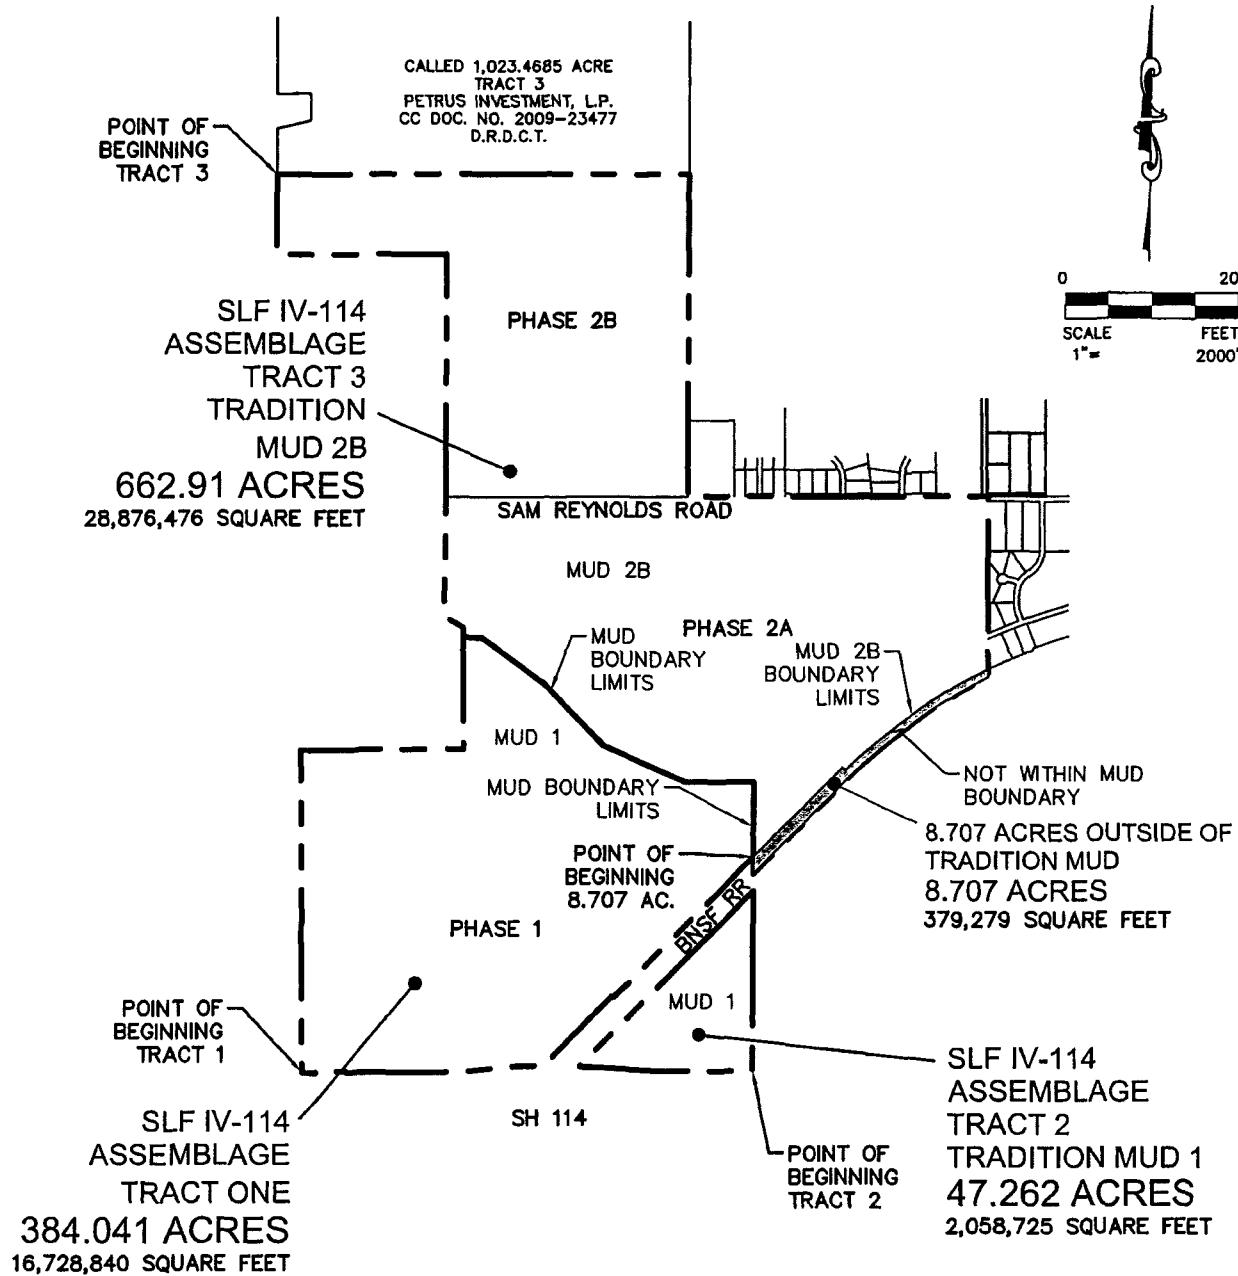 CALLED 1,023.4685 ACRE
TRACT 3
PETRUS INVESTMENT, L.P.
CC DOC. NO. 2009-23477
D.R.D.C.T.
POINT OF
BEGINNING
TRACT 3
0
20
SCALE
1"=
FEET
2000'
PHASE 2B
SLF IV-114
ASSEMBLAGE
TRACT 3
TRADITION
MUD 2B
662.91 ACRES
28,876,476 SQUARE FEET
SAM REYNOLDS ROAD
MUD 2B
PHASE 2A
MUD
BOUNDARY
LIMITS
MUD 2B
BOUNDARY
LIMITS
MUD 1
MUD BOUNDARY
LIMITS
NOT WITHIN MUD
BOUNDARY
8.707 ACRES OUTSIDE OF
TRADITION MUD
8.707 ACRES
379,279 SQUARE FEET
POINT OF
BEGINNING
8.707 AC.
BNSF RR
PHASE 1
MUD 1
POINT OF
BEGINNING
TRACT 1
SH 114
SLF IV-114
ASSEMBLAGE
TRACT ONE
384.041 ACRES
16,728,840 SQUARE FEET
POINT OF
BEGINNING
TRACT 2
SLF IV-114
ASSEMBLAGE
TRACT 2
TRADITION MUD 1
47.262 ACRES
2,058,725 SQUARE FEET